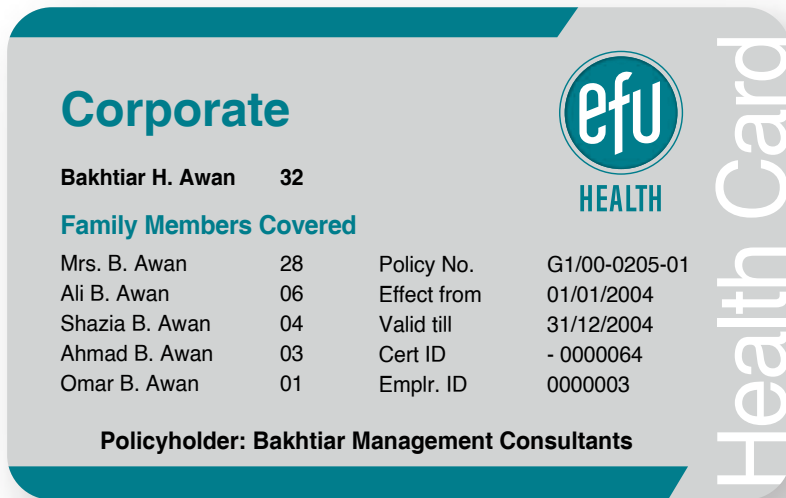 Corporate
efu
HEALTH
Bakhtiar H. Awan 32
Family Members Covered
Mrs. B. Awan 28 Policy No. G1/00-0205-01
Ali B. Awan 06 Effect from 01/01/2004
Shazia B. Awan 04 Valid till 31/12/2004
Ahmad B. Awan 03 Cert ID - 0000064
Omar B. Awan 01 Emplr. ID 0000003
Policyholder: Bakhtiar Management Consultants
Health Card